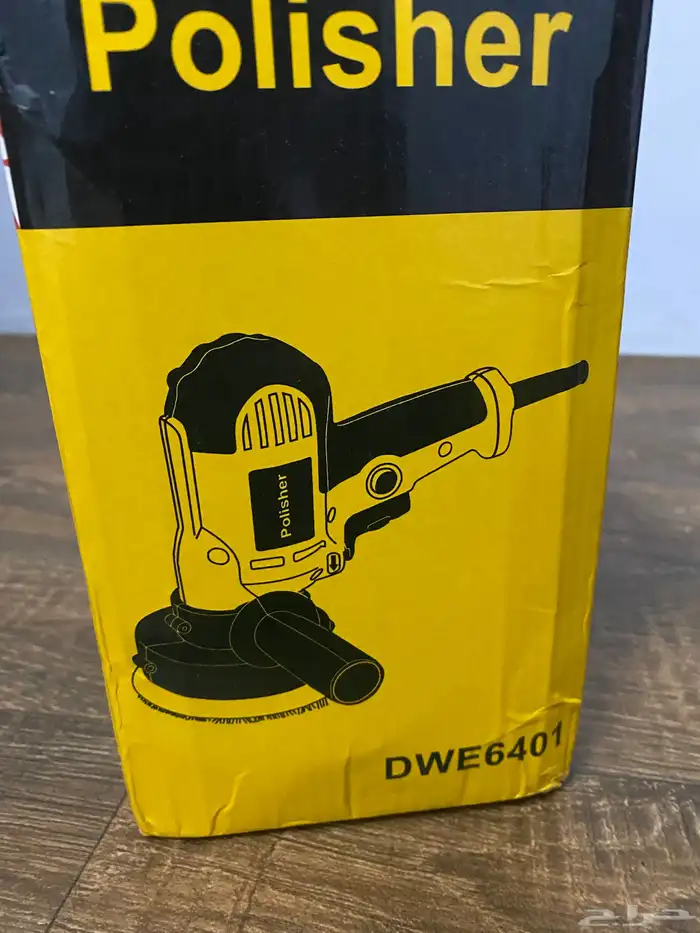 Polisher
Polisher
DWE6401
حراج